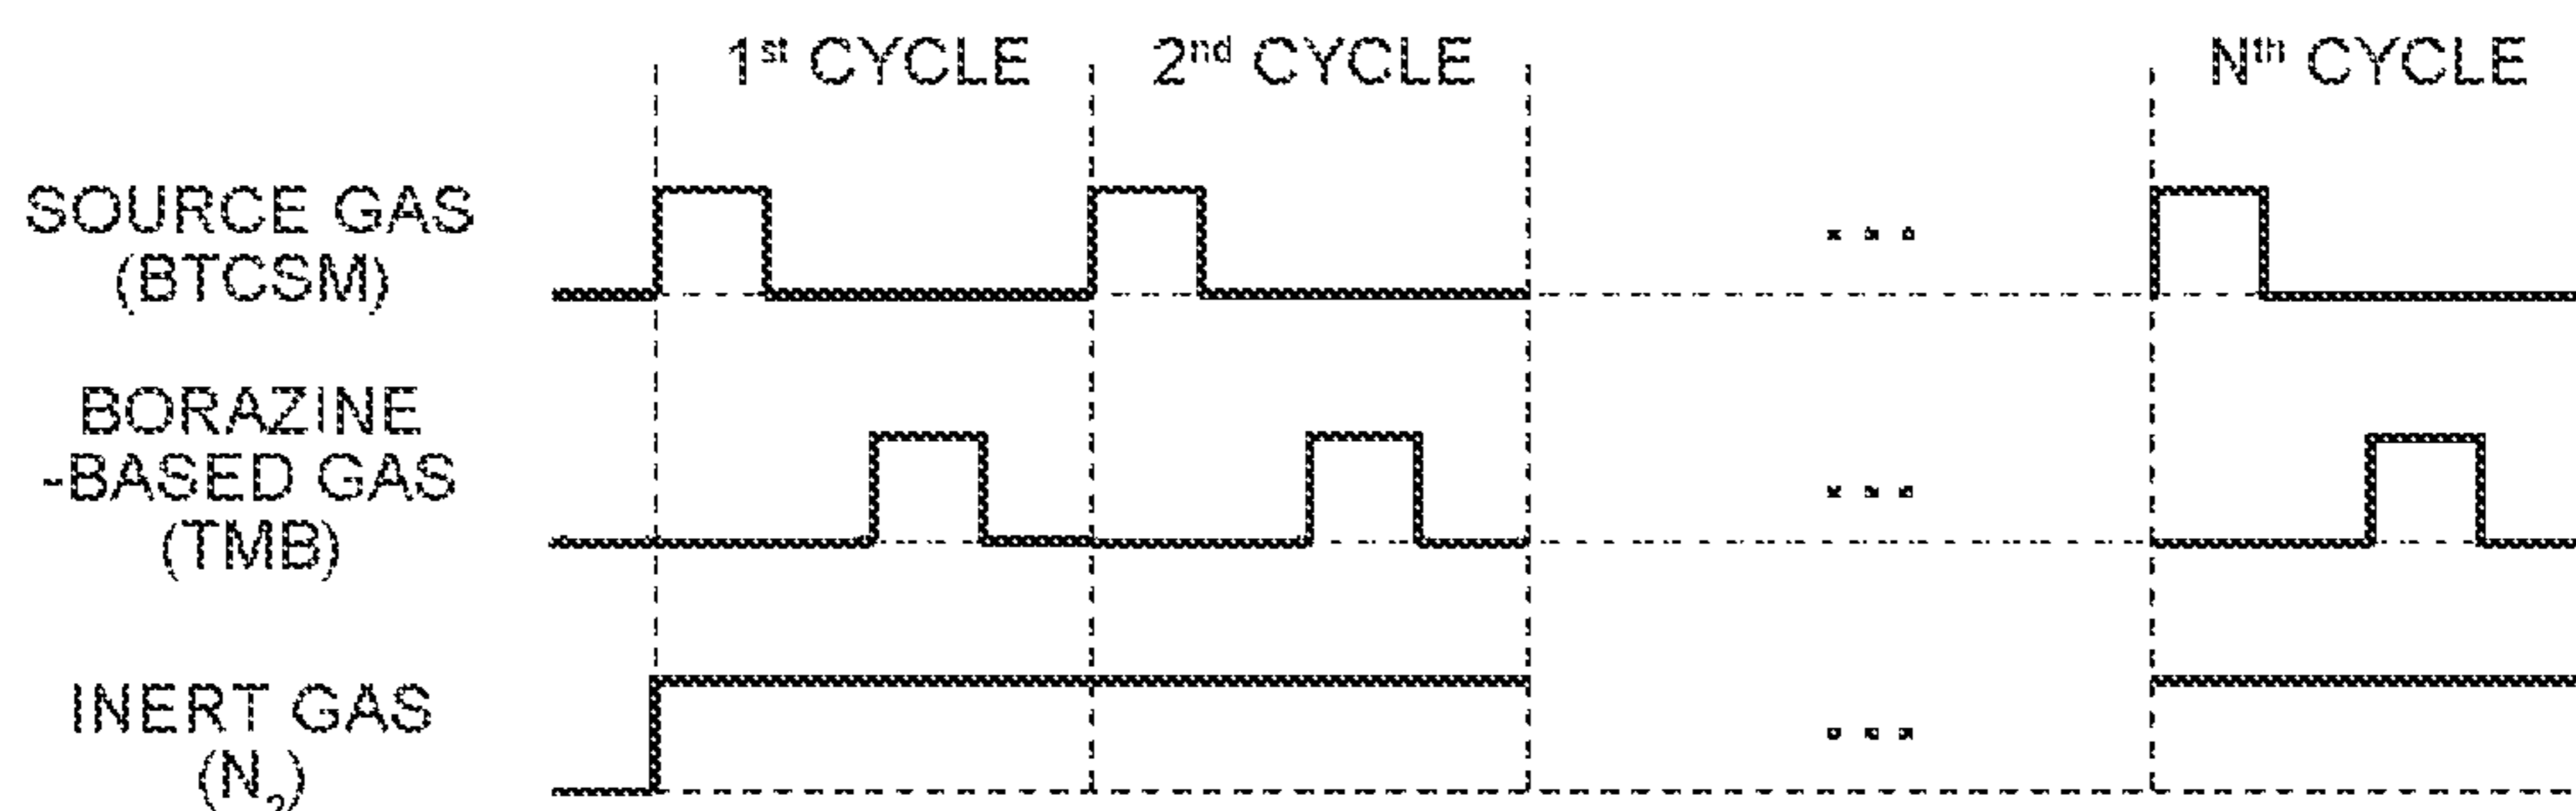 1st CYCLE
2nd CYCLE
Nth CYCLE
SOURCE GAS
(BTCSM)
...
BORAZINE
-BASED GAS
(TMB)
...
INERT GAS
(N2)
...